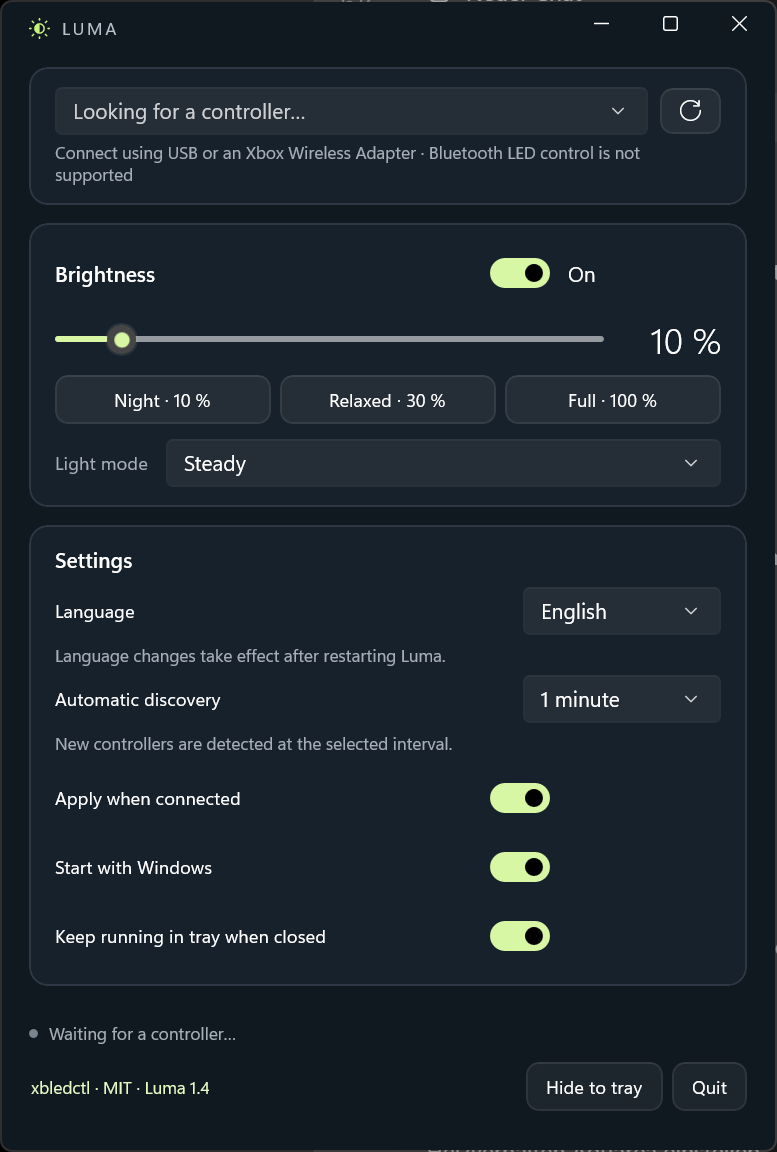 LUMA
Looking for a controller...
Connect using USB or an Xbox Wireless Adapter · Bluetooth LED control is not
supported
Brightness
On
10 %
Night · 10 %
Relaxed · 30 %
Full · 100 %
Light mode
Steady
Settings
Language
English
Language changes take effect after restarting Luma.
Automatic discovery
1 minute
New controllers are detected at the selected interval.
Apply when connected
Start with Windows
Keep running in tray when closed
Waiting for a controller...
xbledctl · MIT · Luma 1.4
Hide to tray
Quit